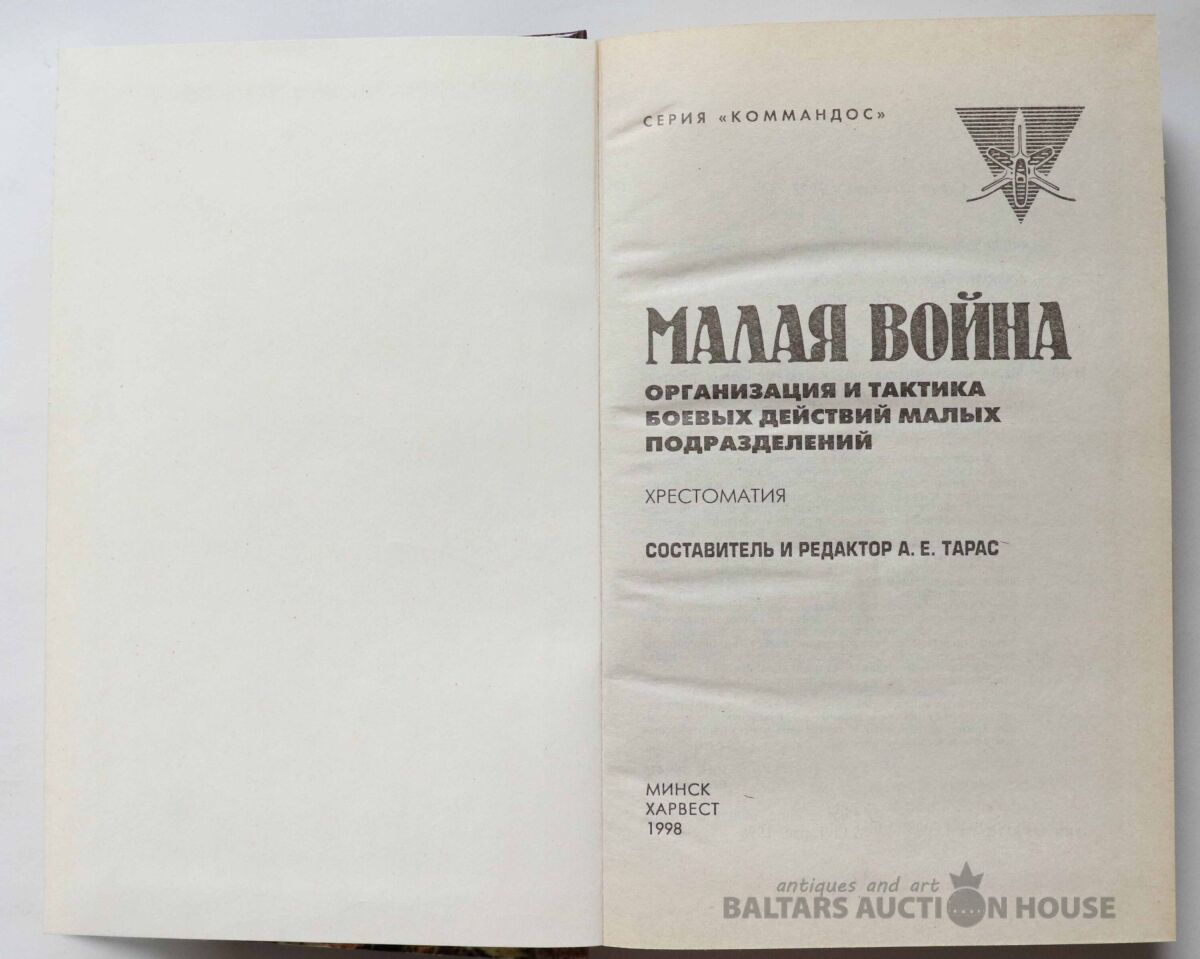 СЕРИЯ «КОММАНДОС»
МАЛАЯ ВОЙНА
ОРГАНИЗАЦИЯ И ТАКТИКА
БОЕВЫХ ДЕЙСТВИЙ МАЛЫХ
ПОДРАЗДЕЛЕНИЙ
ХРЕСТОМАТИЯ
СОСТАВИТЕЛЬ И РЕДАКТОР А. Е. ТАРАС
МИНСК
ХАРВЕСТ
1998
antiques and art
BALTARS AUCTION HOUSE